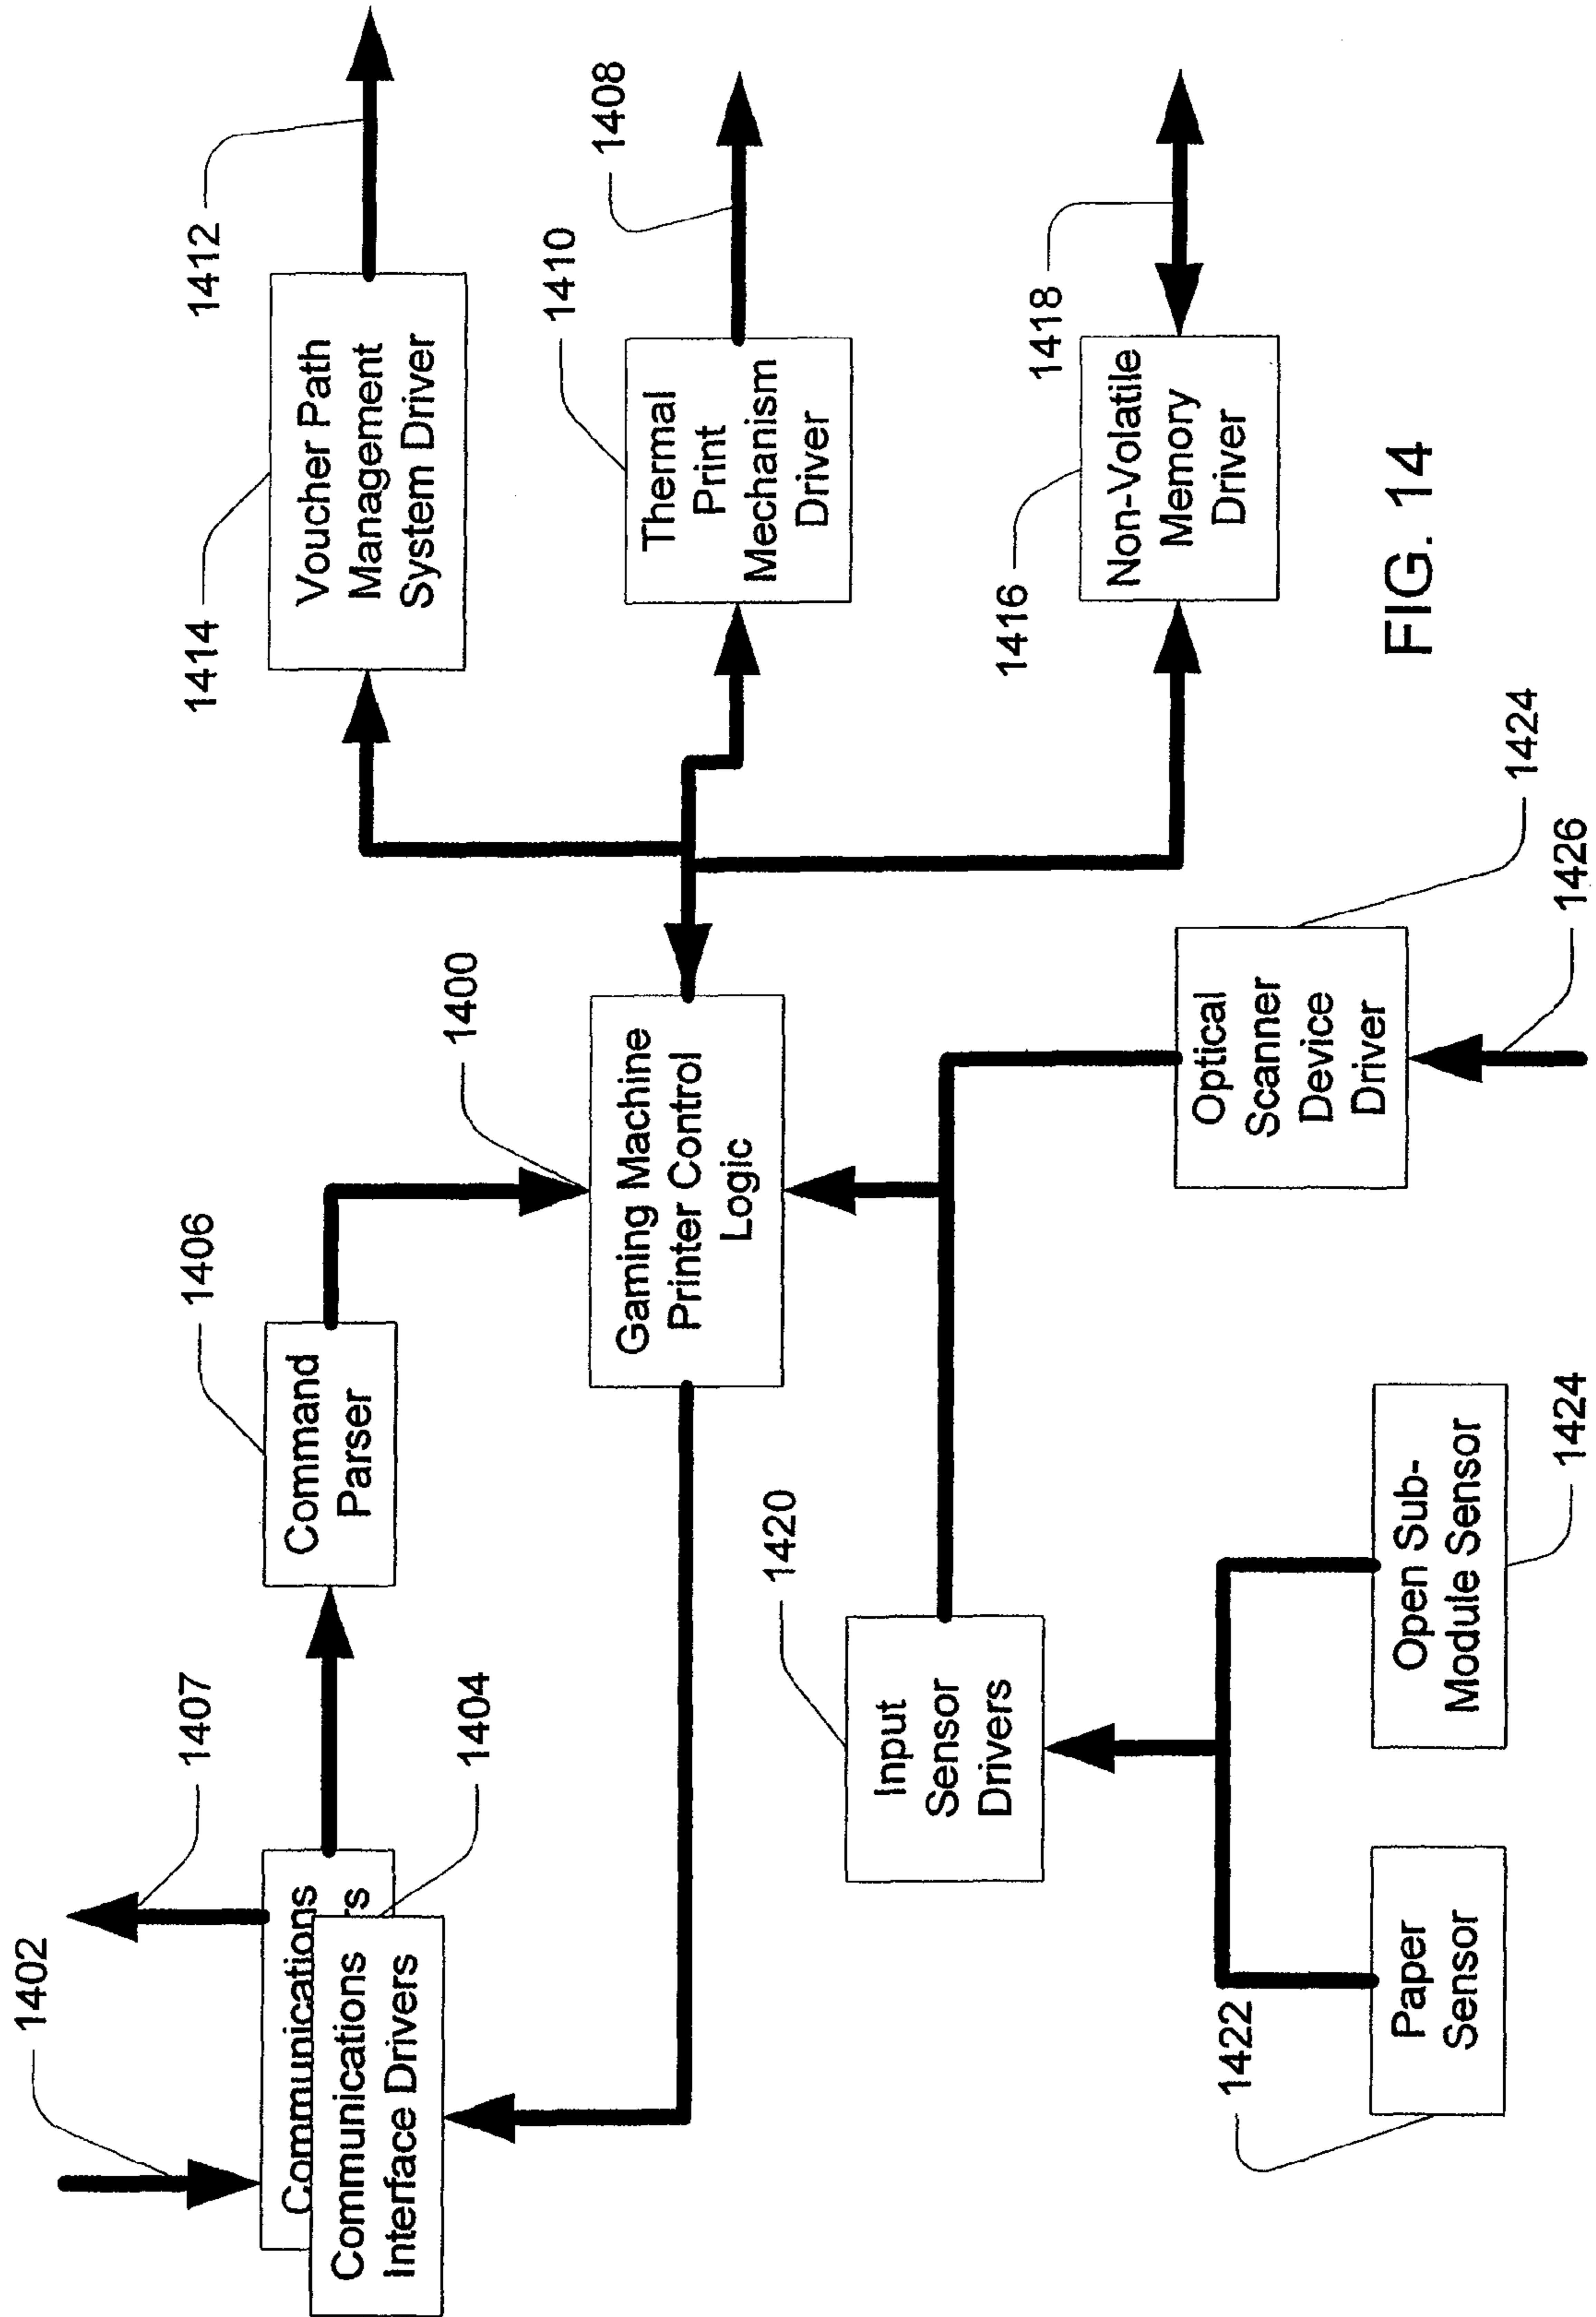 1402
1407
Communications
rs
Communications
Interface Drivers
1404
1406
Command
Parser
1400
Gaming Machine
Printer Control
Logic
1414
Voucher Path
Management
System Driver
1412
1410
Thermal
Print
Mechanism
Driver
1408
1416
Non-Volatile
Memory
Driver
1418
1420
Input
Sensor
Drivers
1422
Paper
Sensor
Open Sub-
Module Sensor
1424
Optical
Scanner
Device
Driver
1424
1426
FIG. 14